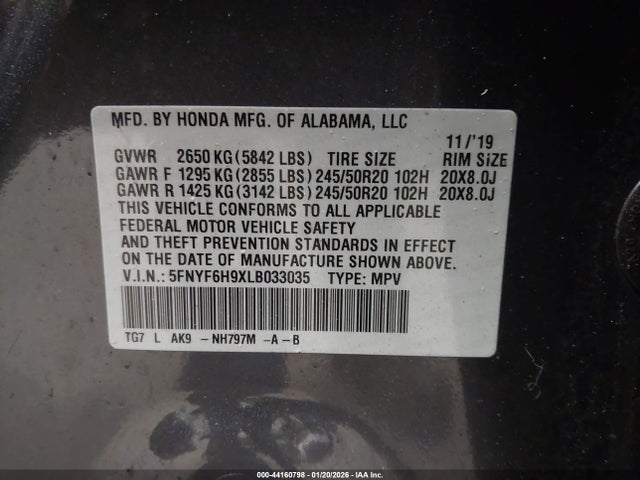 MFD. BY HONDA MFG. OF ALABAMA, LLC
11/'19
GVWR 2650 KG(5842 LBS) TIRE SIZE RIM SIZE
GAWR F 1295 KG(2855 LBS)245/50R20 102H 20X8.0J
GAWR R 1425 KG(3142 LBS)245/50R20 102H 20X8.0J
THIS VEHICLE CONFORMS TO ALL APPLICABLE
FEDERAL MOTOR VEHICLE SAFETY
AND THEFT PREVENTION STANDARDS IN EFFECT
ON THE DATE OF MANUFACTURE SHOWN ABOVE.
V.I.N.: 5FNYF6H9XLB033035 TYPE: MPV
TG7 L AK9 -NH797M -A-B
000-44160798 - 01/20/2026 - IAA Inc.